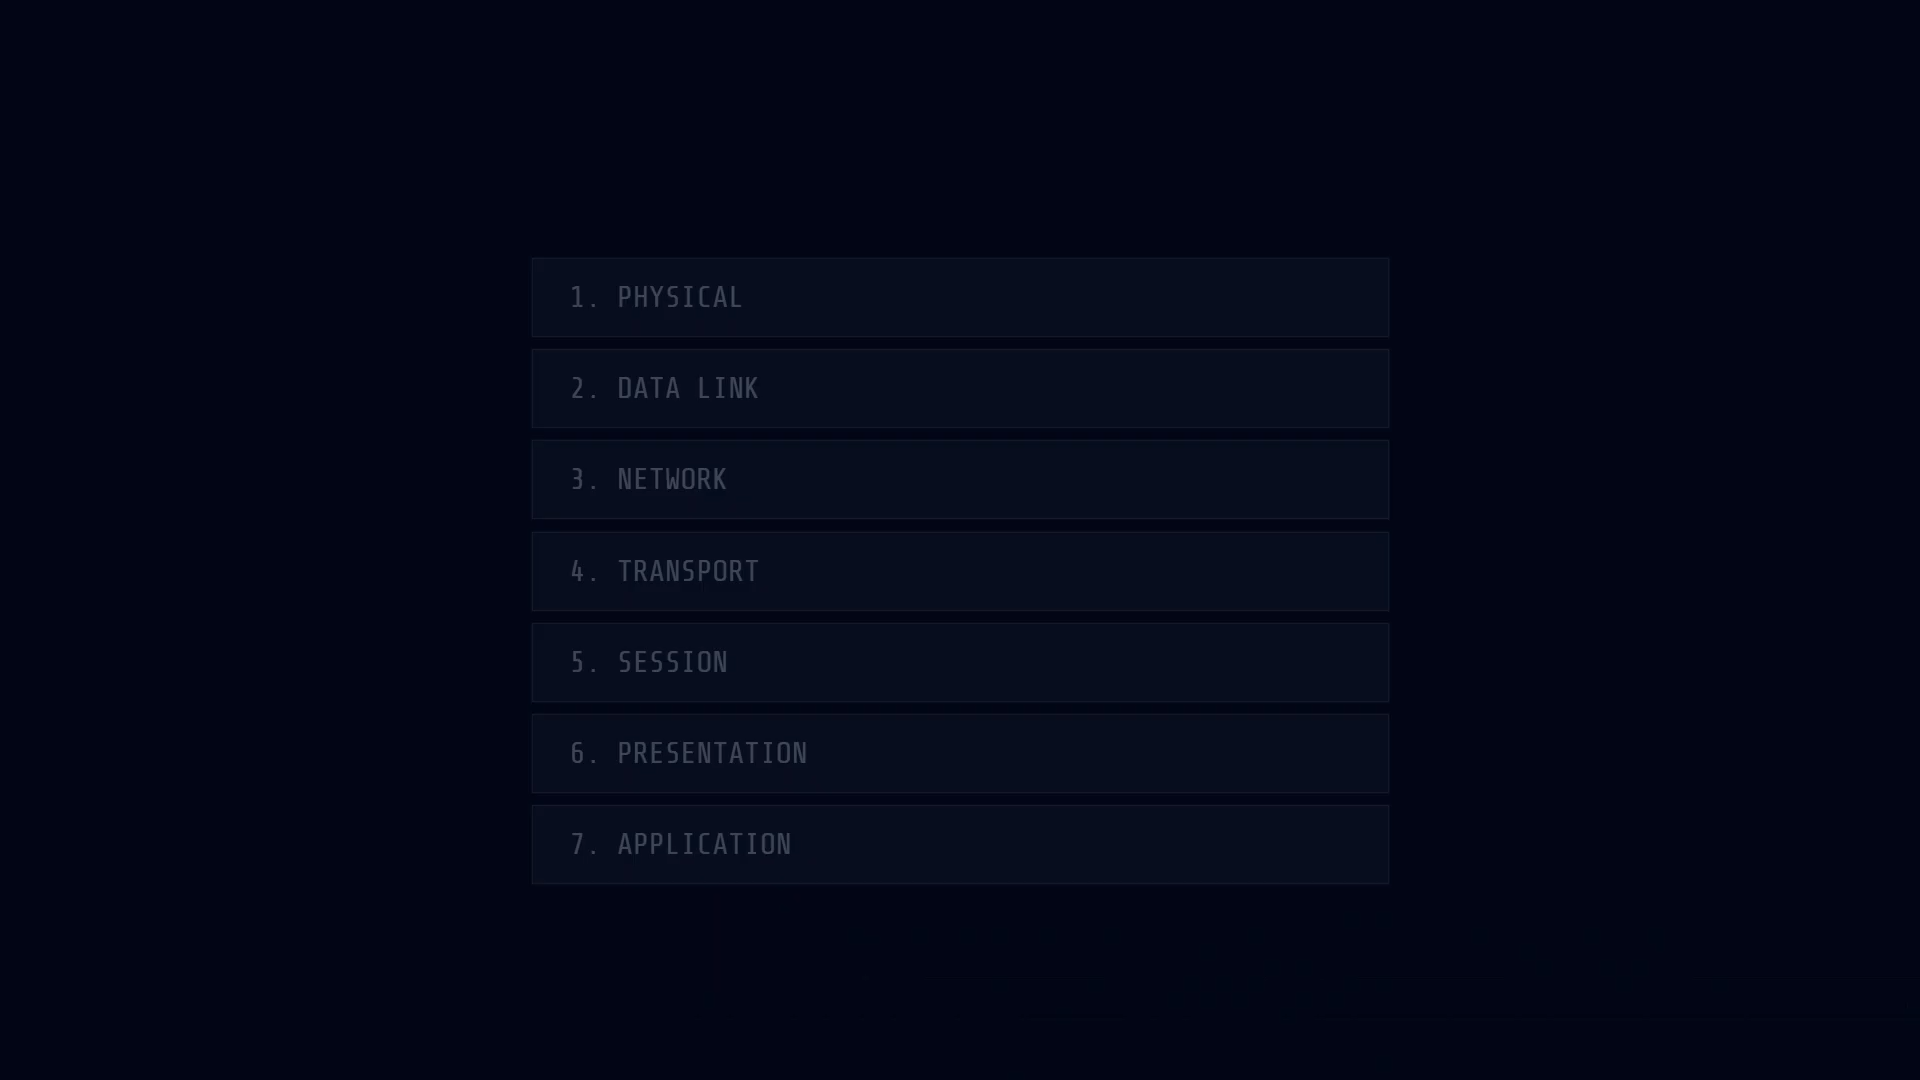 1. PHYSICAL
2. DATA LINK
3. NETWORK
4. TRANSPORT
5. SESSION
6. PRESENTATION
7. APPLICATION